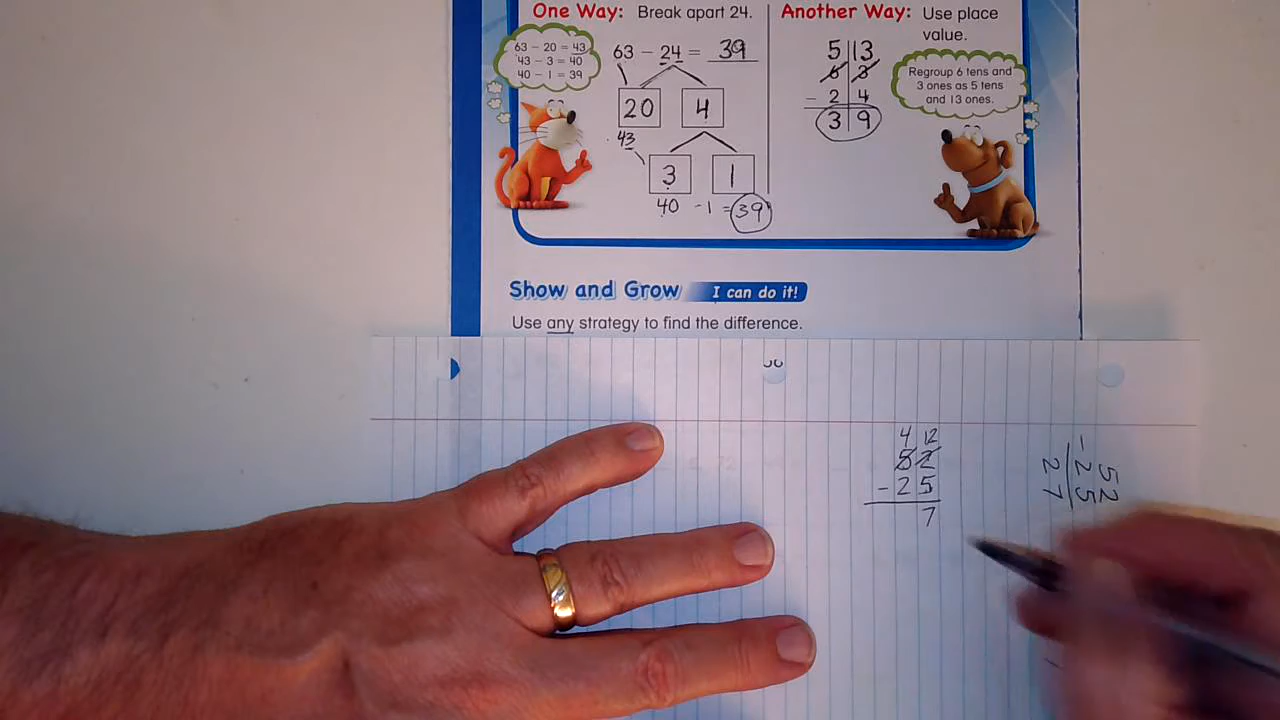 One Way: Break apart 24.
63 - 20 = 43
43 - 3 = 40
40 - 1 = 39
63 - 24 = 39
20 4
43
3 1
40 - 1 = 39
Another Way: Use place
value.
5 13
6 3
- 2 4
3 9
Regroup 6 tens and
3 ones as 5 tens
and 13 ones.
Show and Grow I can do it!
Use any strategy to find the difference.
4 12
5 2
- 2 5
7
52
- 25
27